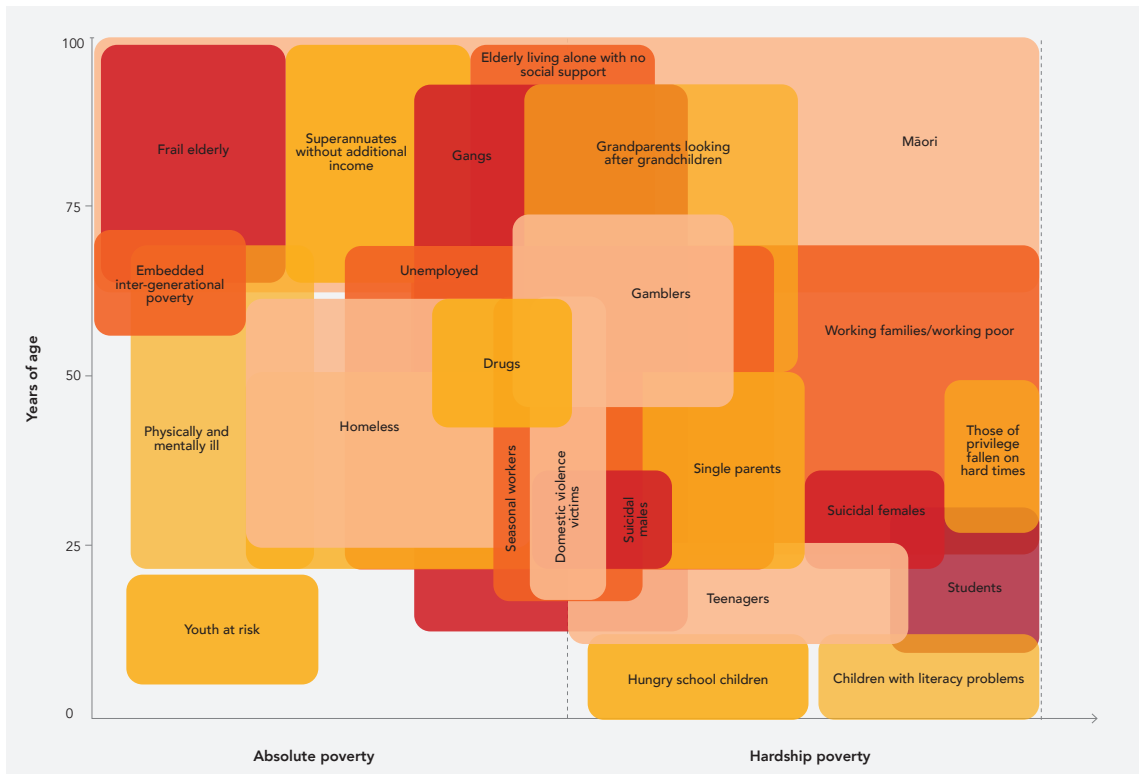 100
Elderly living alone with no
social support
Frail elderly
Superannuates
without additional
income
Gangs
Grandparents looking
after grandchildren
Māori
75
Embedded
inter-generational
poverty
Unemployed
Gamblers
Working families/working poor
Years of age
50
Drugs
Physically and
mentally ill
Homeless
Seasonal workers
Domestic violence
victims
Suicidal
males
Single parents
Those of
privilege
fallen on
hard times
Suicidal females
25
Students
Teenagers
Youth at risk
Hungry school children
Children with literacy problems
0
Absolute poverty
Hardship poverty